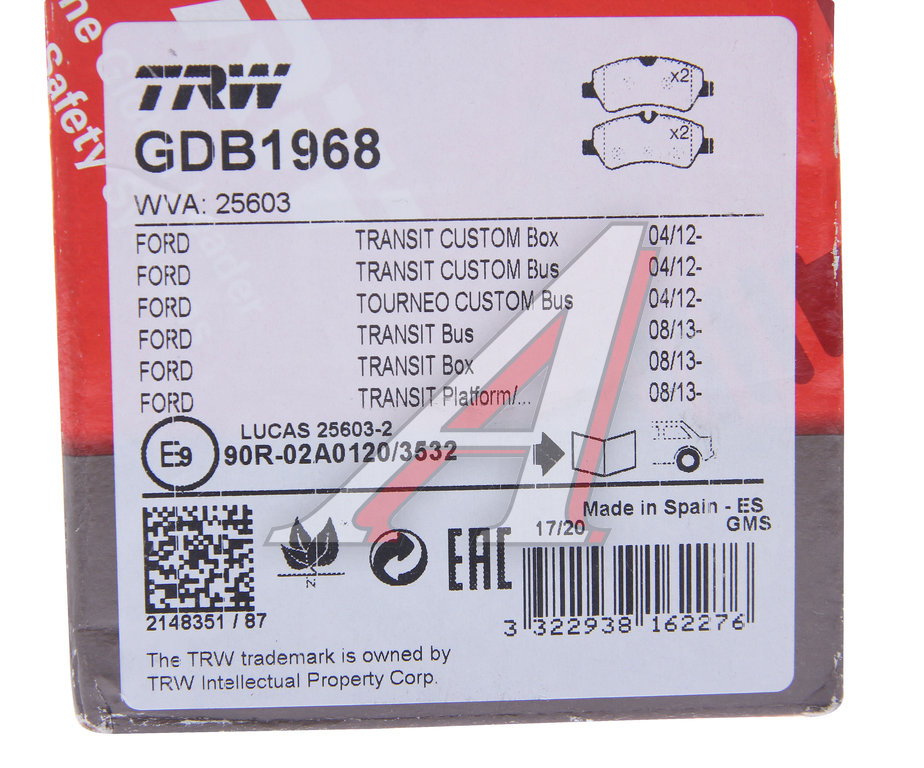 The
Safety
TRW
x2
x2
GDB1968
WVA: 25603
FORD TRANSIT CUSTOM Box 04/12-
FORD TRANSIT CUSTOM Bus 04/12-
FORD TOURNEO CUSTOM Bus 04/12-
FORD TRANSIT Bus 08/13-
FORD TRANSIT Box 08/13-
FORD TRANSIT Platform/... 08/13-
E9
LUCAS 25603-2
90R-02A0120/3532
Made in Spain - ES
17/20 GMS
N
EAC
2148351 / 87
3 322938 162276
The TRW trademark is owned by
TRW Intellectual Property Corp.